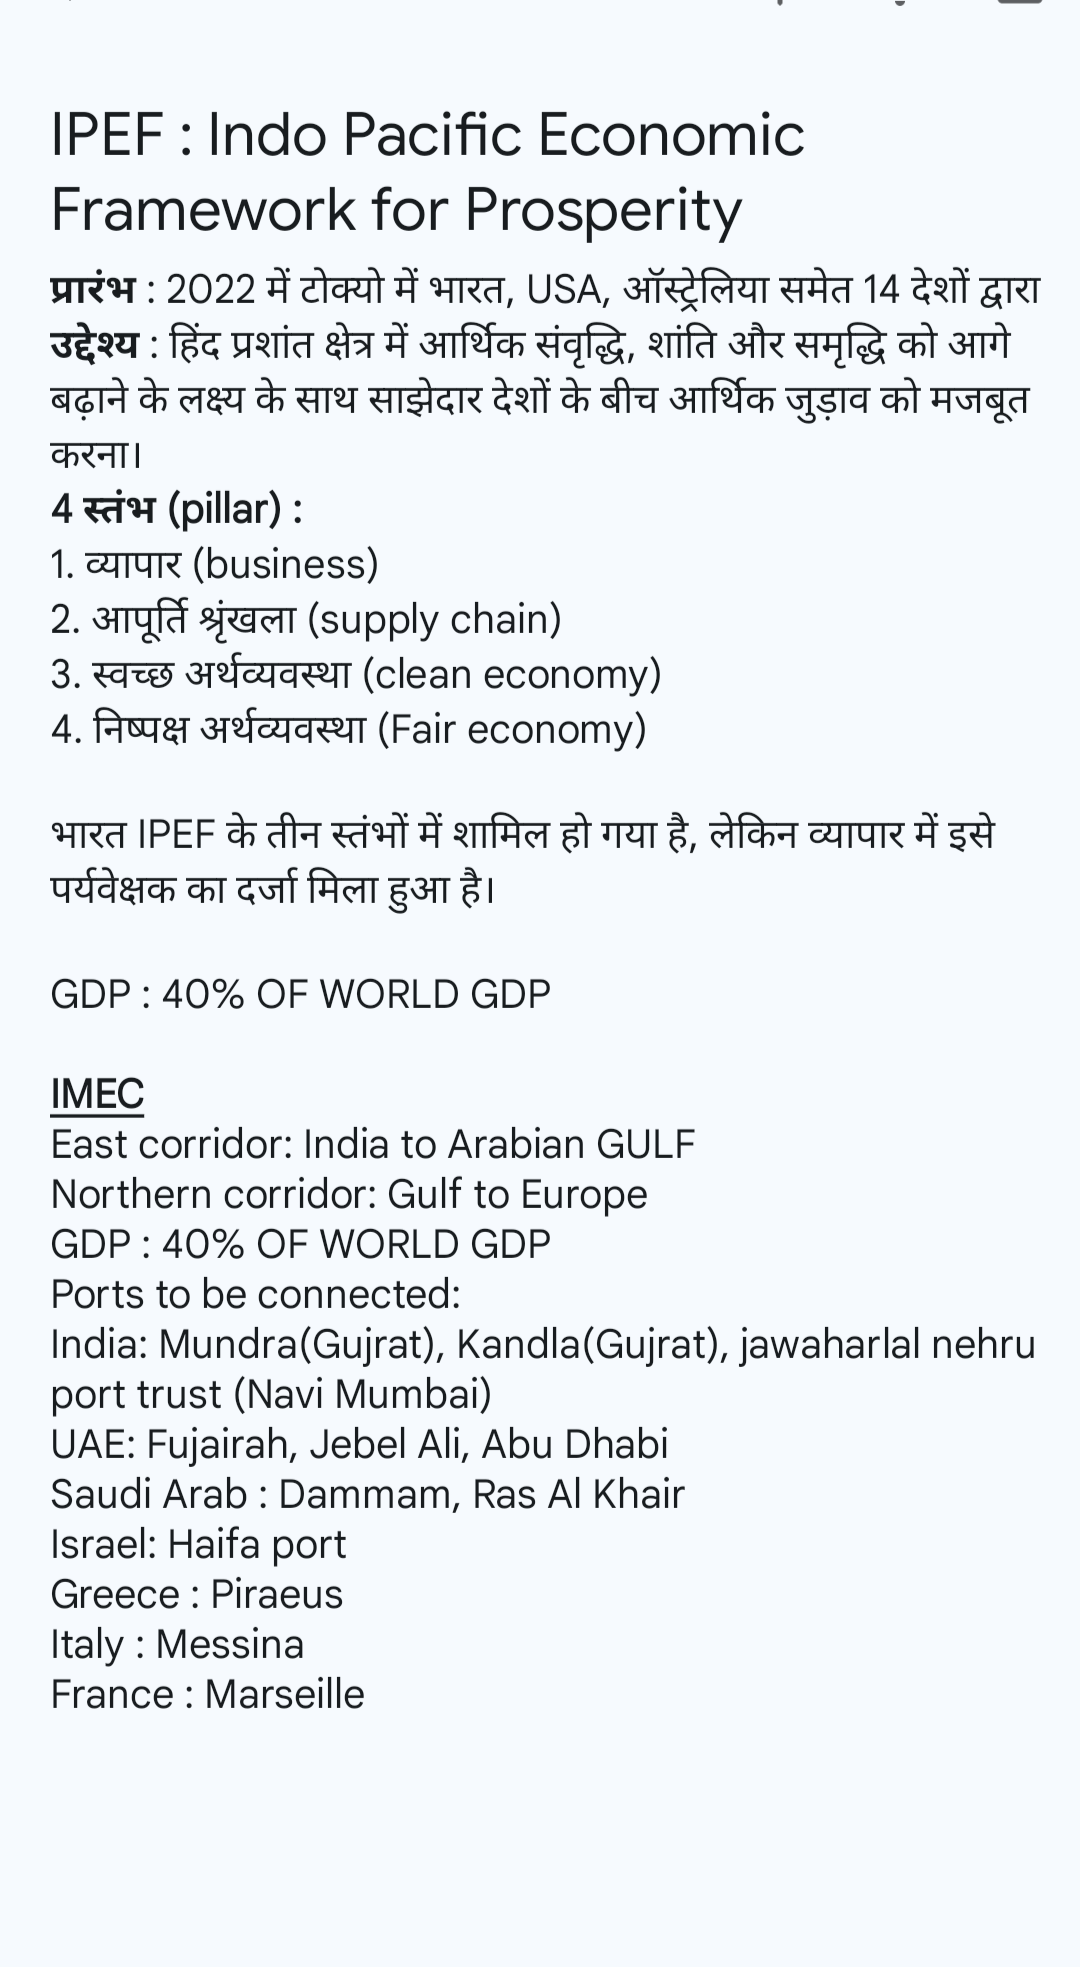 IPEF : Indo Pacific Economic
Framework for Prosperity
प्रारंभ : 2022 में टोक्यो में भारत, USA, ऑस्ट्रेलिया समेत 14 देशों द्वारा
उद्देश्य : हिंद प्रशांत क्षेत्र में आर्थिक संवृद्धि, शांति और समृद्धि को आगे
बढ़ाने के लक्ष्य के साथ साझेदार देशों के बीच आर्थिक जुड़ाव को मजबूत
करना।
4 स्तंभ (pillar) :
1. व्यापार (business)
2. आपूर्ति श्रृंखला (supply chain)
3. स्वच्छ अर्थव्यवस्था (clean economy)
4. निष्पक्ष अर्थव्यवस्था (Fair economy)
भारत IPEF के तीन स्तंभों में शामिल हो गया है, लेकिन व्यापार में इसे
पर्यवेक्षक का दर्जा मिला हुआ है।
GDP : 40% OF WORLD GDP
IMEC
East corridor: India to Arabian GULF
Northern corridor: Gulf to Europe
GDP : 40% OF WORLD GDP
Ports to be connected:
India: Mundra(Gujrat), Kandla(Gujrat), jawaharlal nehru
port trust (Navi Mumbai)
UAE: Fujairah, Jebel Ali, Abu Dhabi
Saudi Arab : Dammam, Ras Al Khair
Israel: Haifa port
Greece : Piraeus
Italy : Messina
France : Marseille